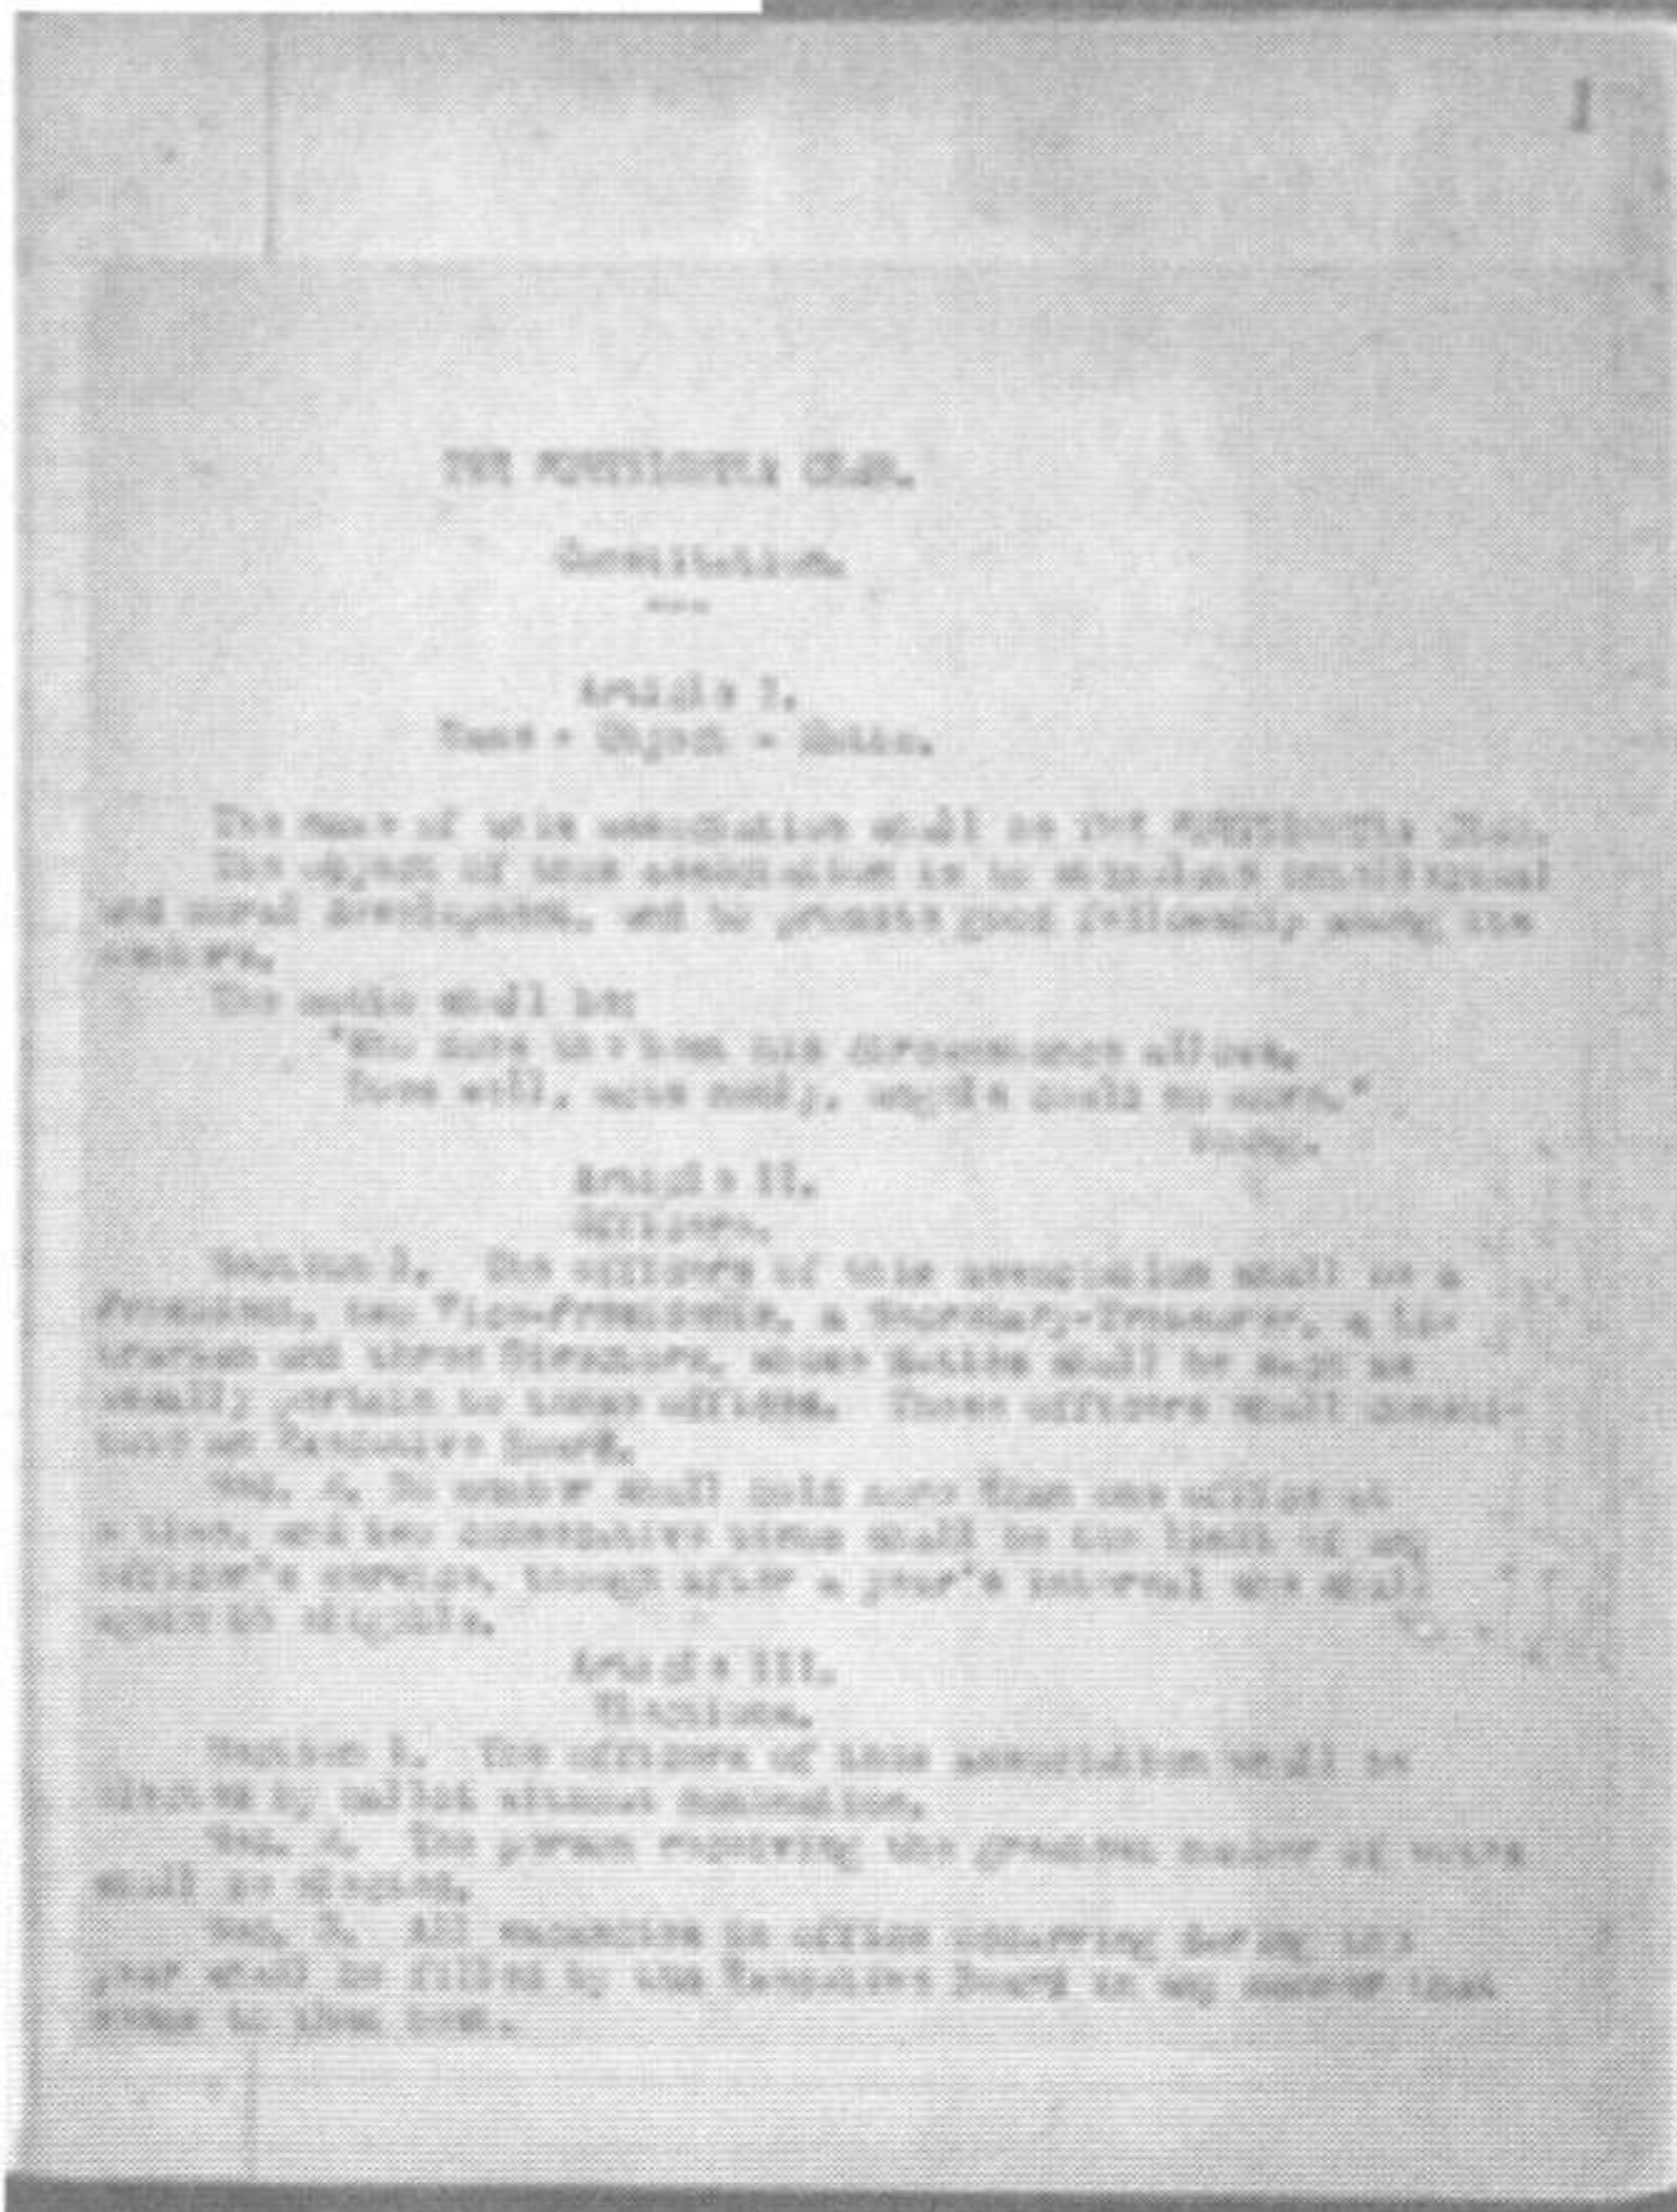 1
THE FORTNIGHTLY CLUB.
Constitution.
Article I.
Name - Object - Motto.
The name of this association shall be THE FORTNIGHTLY Club.
The object of this association is to stimulate intellectual
and moral development, and to promote good fellowship among its
members.
The motto shall be:
"Who does the best his circumstance allows,
Does well, acts nobly, angels could no more."
Young.
Article II.
Officers.
Section 1. The officers of this association shall be a
President, two Vice-Presidents, a Secretary-Treasurer, a Li-
brarian and three Directors, whose duties shall be such as
usually pertain to those offices. These officers shall consti-
tute an Executive Board.
Sec. 2. No member shall hold more than one office at
a time, and two consecutive terms shall be the limit of any
officer's service, though after a year's interval she shall
again be eligible.
Article III.
Elections.
Section 1. The officers of this association shall be
elected by ballot without nomination.
Sec. 2. The person receiving the greatest number of votes
shall be elected.
Sec. 3. All vacancies in office occurring during the
year shall be filled by the Executive Board in any manner that
seems to them best.